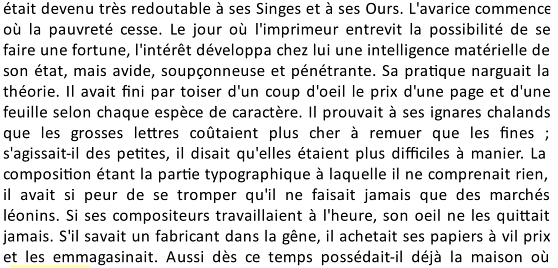 était devenu très redoutable à ses Singes et à ses Ours. L'avarice commence
où la pauvreté cesse. Le jour où l'imprimeur entrevit la possibilité de se
faire une fortune, l'intérêt développa chez lui une intelligence matérielle de
son état, mais avide, soupçonneuse et pénétrante. Sa pratique narguait la
théorie. Il avait fini par toiser d'un coup d'oeil le prix d'une page et d'une
feuille selon chaque espèce de caractère. Il prouvait à ses ignares chalands
que les grosses lettres coûtaient plus cher à remuer que les fines ;
s'agissait-il des petites, il disait qu'elles étaient plus difficiles à manier. La
composition étant la partie typographique à laquelle il ne comprenait rien,
il avait si peur de se tromper qu'il ne faisait jamais que des marchés
léonins. Si ses compositeurs travaillaient à l'heure, son oeil ne les quittait
jamais. S'il savait un fabricant dans la gêne, il achetait ses papiers à vil prix
et les emmagasinait. Aussi dès ce temps possédait-il déjà la maison où